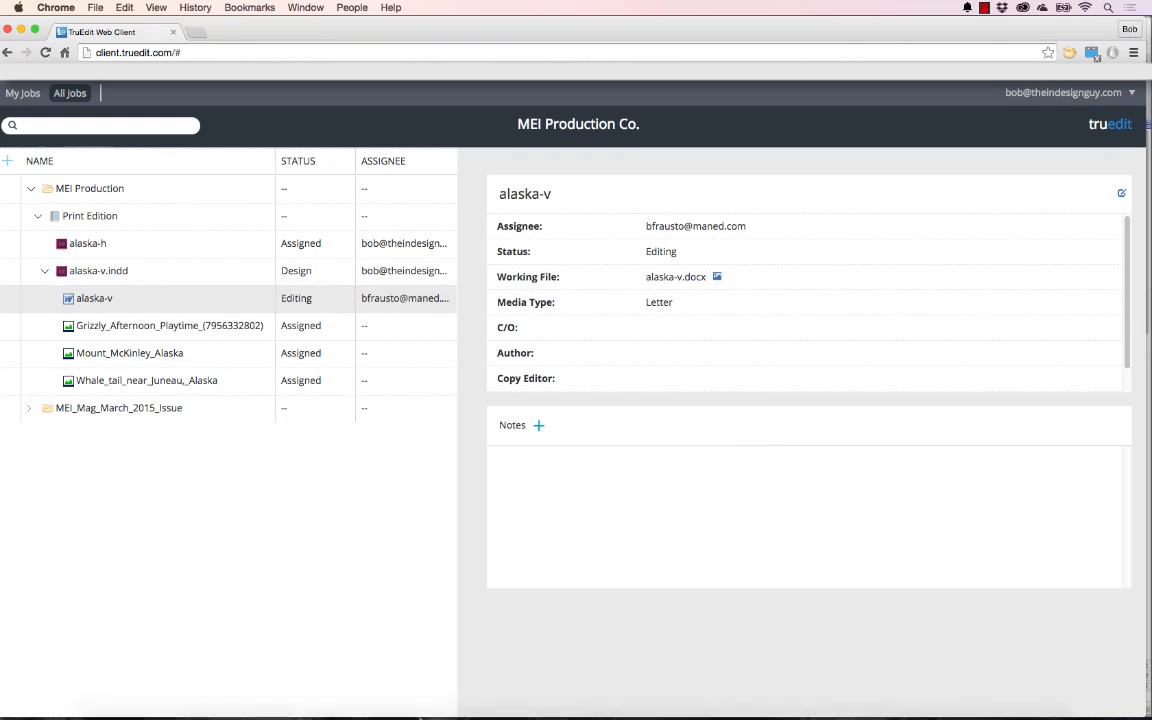 Chrome File Edit View History Bookmarks Window People Help
TruEdit Web Client
Bob
client.truedit.com/#
My Jobs All Jobs bob@theindesignguy.com
MEI Production Co. truedit
NAME STATUS ASSIGNEE
MEI Production -- --
Print Edition -- --
alaska-h Assigned bob@theindesign...
alaska-v.indd Design bob@theindesign...
alaska-v Editing bfrausto@maned....
Grizzly_Afternoon_Playtime_(7956332802) Assigned --
Mount_McKinley_Alaska Assigned --
Whale_tail_near_Juneau,_Alaska Assigned --
MEI_Mag_March_2015_Issue -- --
alaska-v
Assignee: bfrausto@maned.com
Status: Editing
Working File: alaska-v.docx
Media Type: Letter
C/O:
Author:
Copy Editor:
Notes